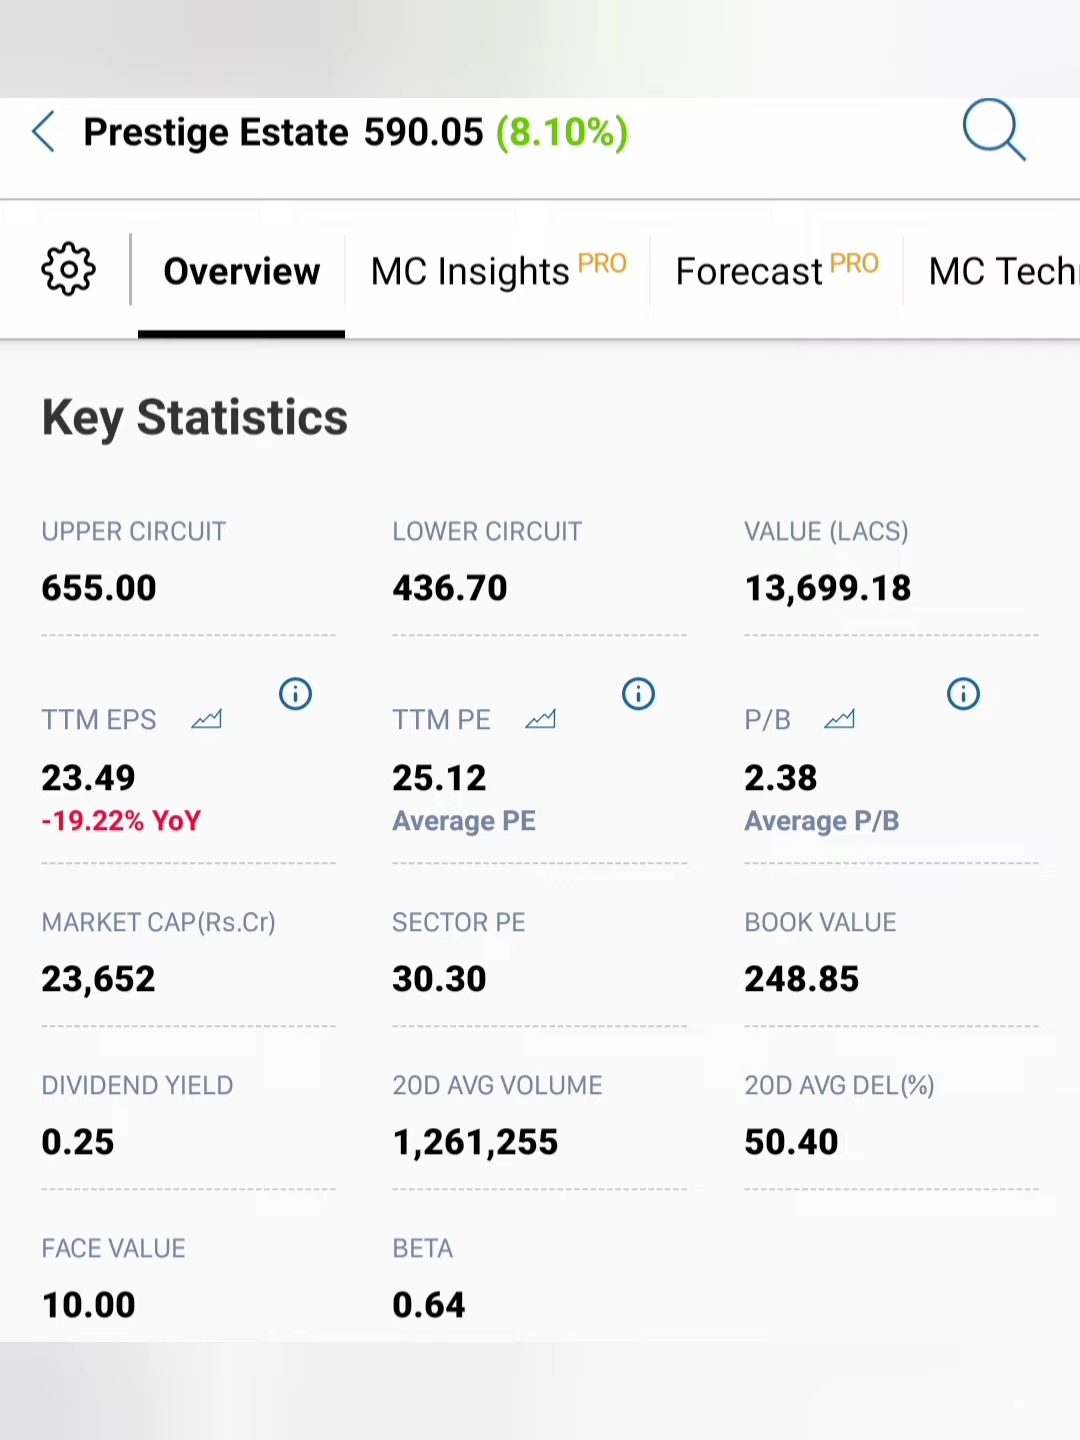 Prestige Estate 590.05 (8.10%)
Overview MC Insights PRO Forecast PRO MC Tech
Key Statistics
UPPER CIRCUIT LOWER CIRCUIT VALUE (LACS)
655.00 436.70 13,699.18
TTM EPS TTM PE P/B
23.49 25.12 2.38
-19.22% YoY Average PE Average P/B
MARKET CAP(Rs.Cr) SECTOR PE BOOK VALUE
23,652 30.30 248.85
DIVIDEND YIELD 20D AVG VOLUME 20D AVG DEL(%)
0.25 1,261,255 50.40
FACE VALUE BETA
10.00 0.64